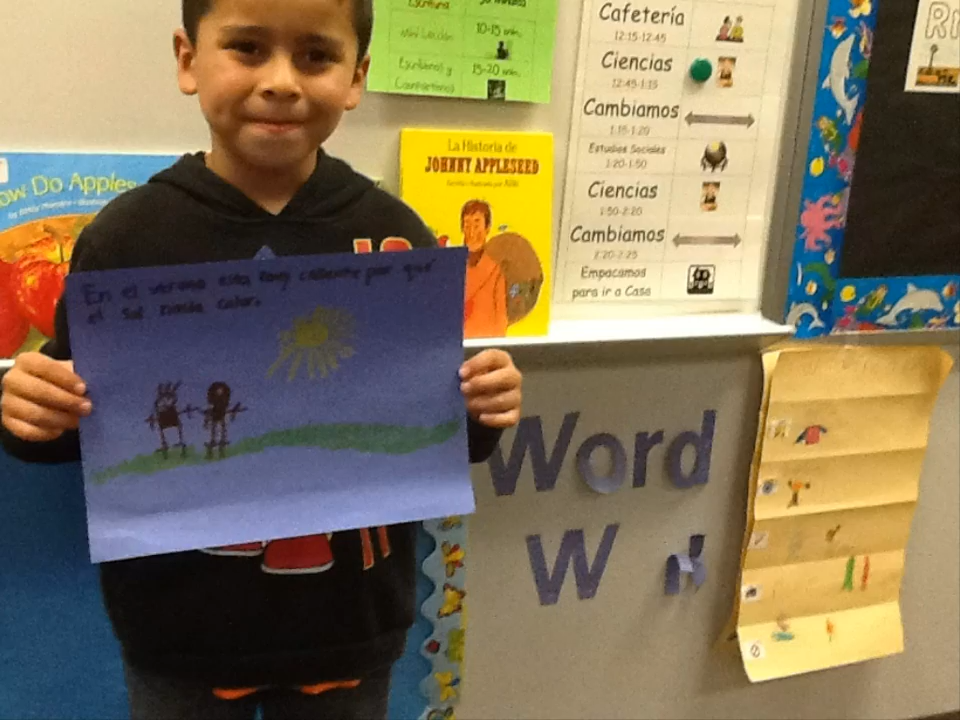 Escritura
Mini Lección
10-15 min.
15-20 min.
Cafetería
12:15-12:45
Ciencias
12:45-1:15
Cambiamos
1:15-1:20
Estudios Sociales
1:20-1:50
Ciencias
1:50-2:20
Cambiamos
2:20-2:25
Empacamos
para ir a Casa
ow Do Apples
La Historia de
JOHNNY APPLESEED
En el verano esta muy caliente por que
el Sol calor.
Word
W